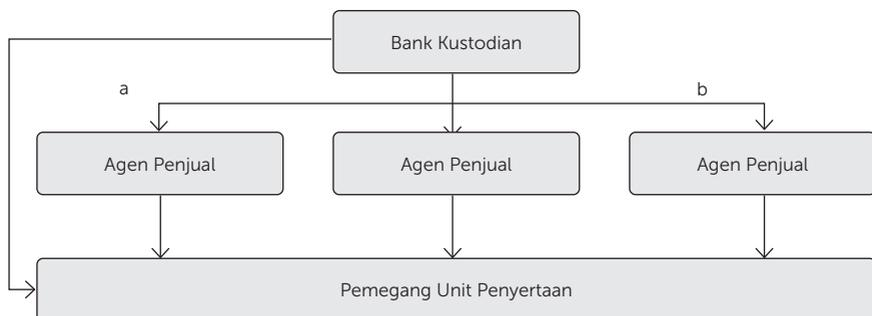 Bank Kustodian
a
b
Agen Penjual
Agen Penjual
Agen Penjual
Pemegang Unit Penyertaan